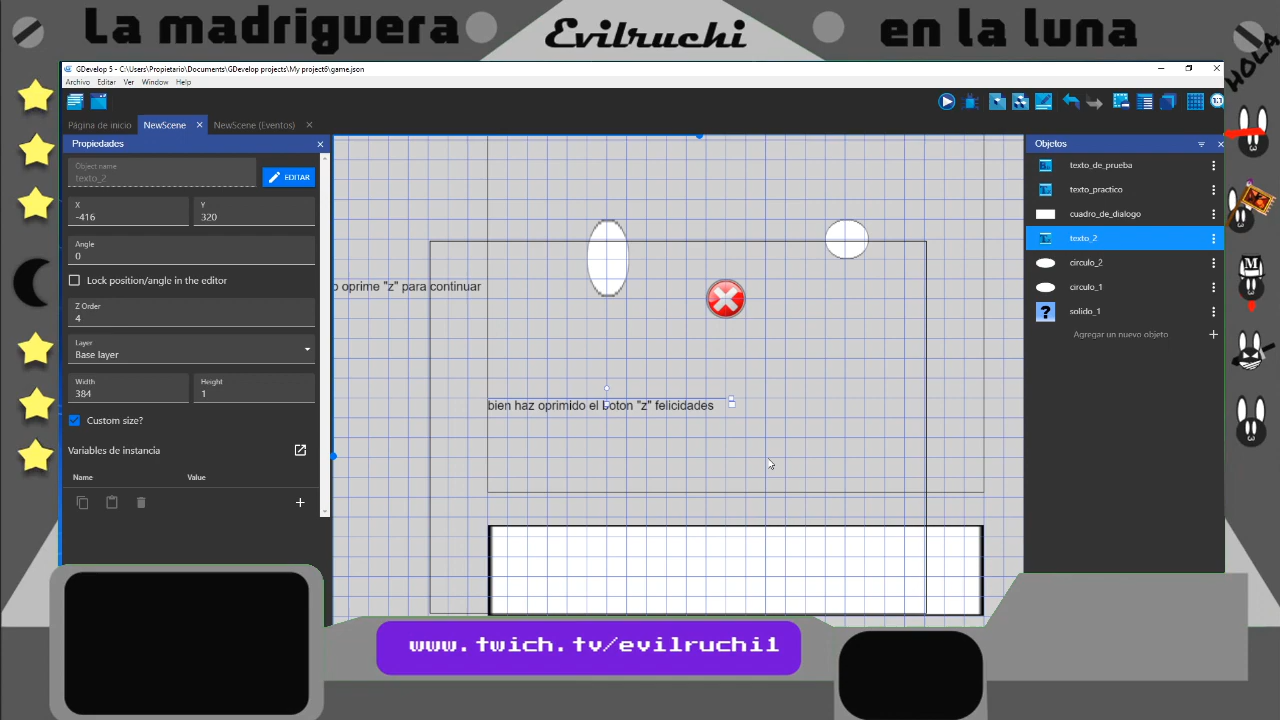 La madriguera
Evilruchi
en la luna
HOLA
GDevelop 5 - C:\Users\Propietario\Documents\GDevelop projects\My project6\game.json
Archivo Editar Ver Window Help
Página de inicio
NewScene
NewScene (Eventos)
Propiedades
Object name
texto_2
EDITAR
X
-416
Y
320
Angle
0
Lock position/angle in the editor
Z Order
4
Layer
Base layer
Width
384
Height
1
Custom size?
Variables de instancia
Name
Value
o oprime "z" para continuar
bien haz oprimido el boton "z" felicidades
1:1
Objetos
texto_de_prueba
texto_practico
cuadro_de_dialogo
texto_2
circulo_2
circulo_1
solido_1
Agregar un nuevo objeto
M
www.twich.tv/evilruchi1